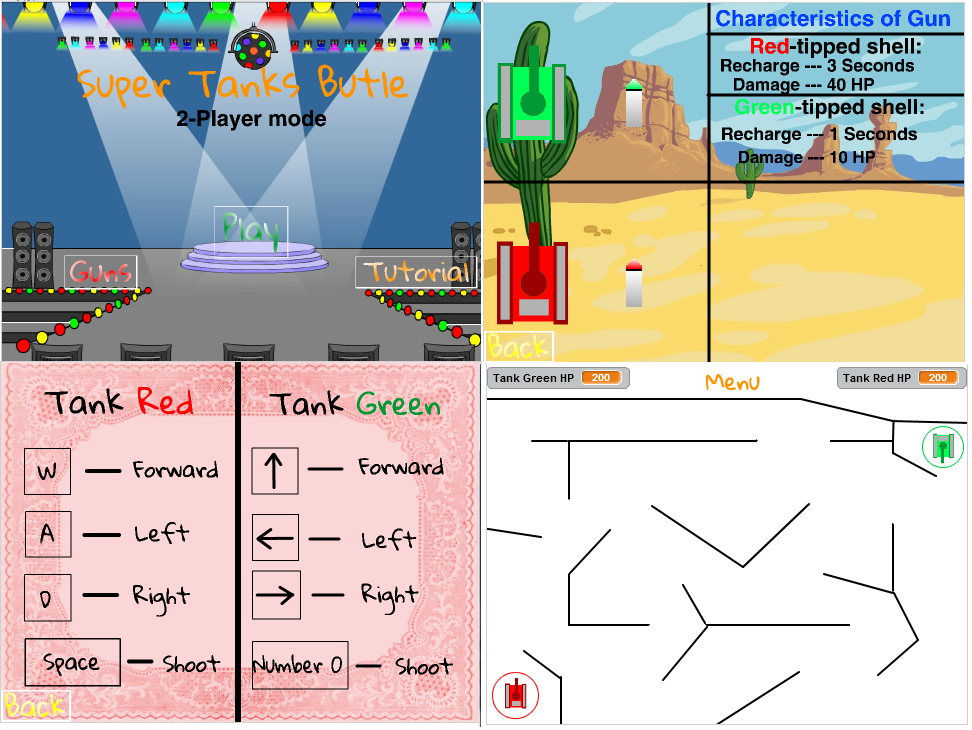 Super Tanks Butle
2-Player mode
Play
Guns
Tutorial
Characteristics of Gun
Red-tipped shell:
Recharge --- 3 Seconds
Damage --- 40 HP
Green-tipped shell:
Recharge --- 1 Seconds
Damage --- 10 HP
Back
Tank Red
W — Forward
A — Left
D — Right
Space — Shoot
Back
Tank Green
↑ — Forward
← — Left
→ — Right
Number 0 — Shoot
Tank Green HP 200
Menu
Tank Red HP 200